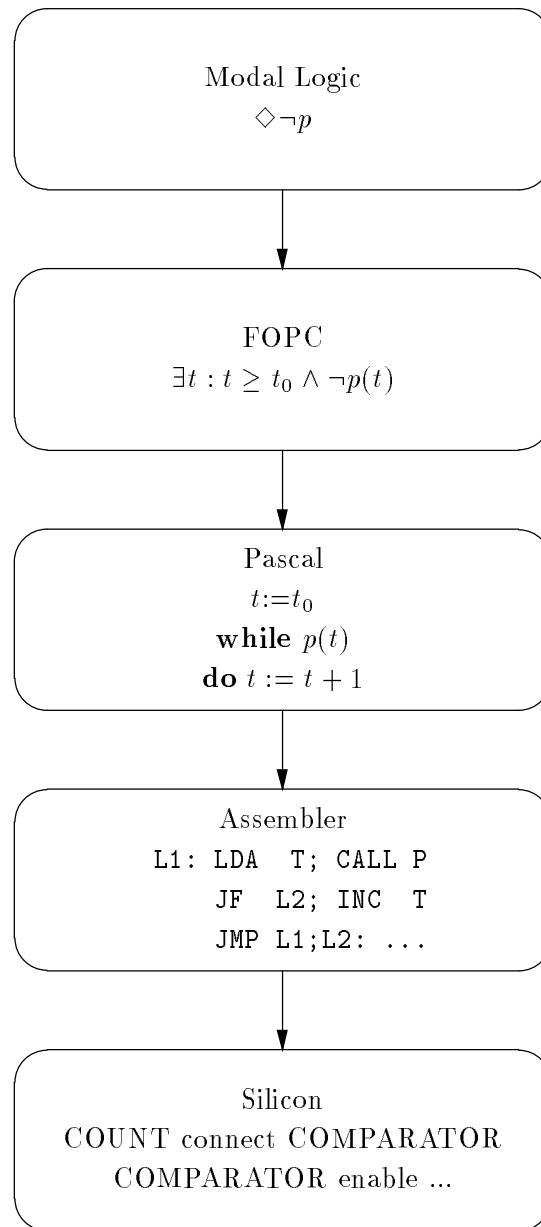 Modal Logic
◇¬p
FOPC
∃t : t ≥ t₀ ∧ ¬p(t)
Pascal
t:=t₀
while p(t)
do t := t + 1
Assembler
L1: LDA T; CALL P
JF L2; INC T
JMP L1;L2: ...
Silicon
COUNT connect COMPARATOR
COMPARATOR enable ...